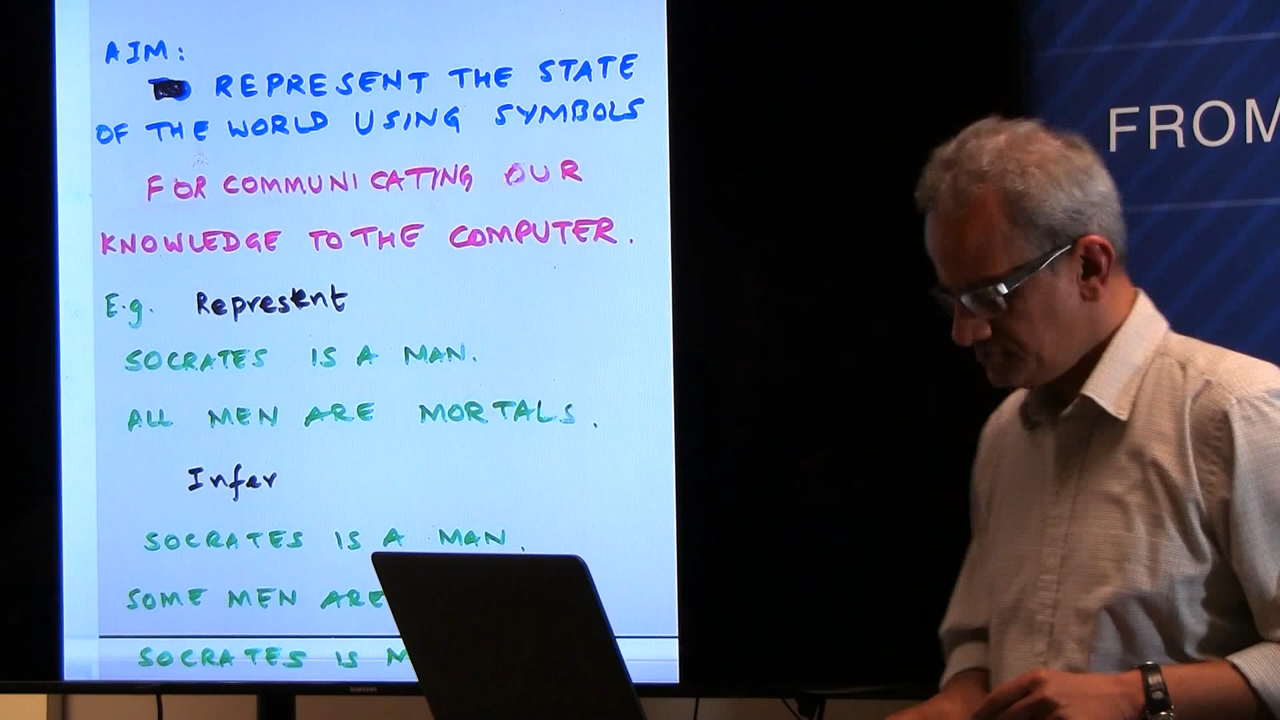 AIM:
REPRESENT THE STATE
OF THE WORLD USING SYMBOLS
FOR COMMUNICATING OUR
KNOWLEDGE TO THE COMPUTER.
E.g. Represent
SOCRATES IS A MAN.
ALL MEN ARE MORTALS.
Infer
SOCRATES IS A MAN.
SOME MEN ARE
SOCRATES IS
SAMSUNG
FROM